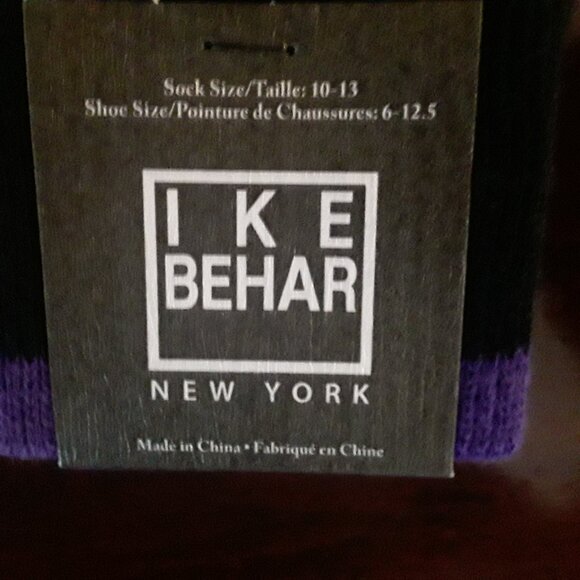 Sock Size/Taille: 10-13
Shoe Size/Pointure de Chaussures: 6-12.5
IKE
BEHAR
NEW YORK
Made in China • Fabriqué en Chine